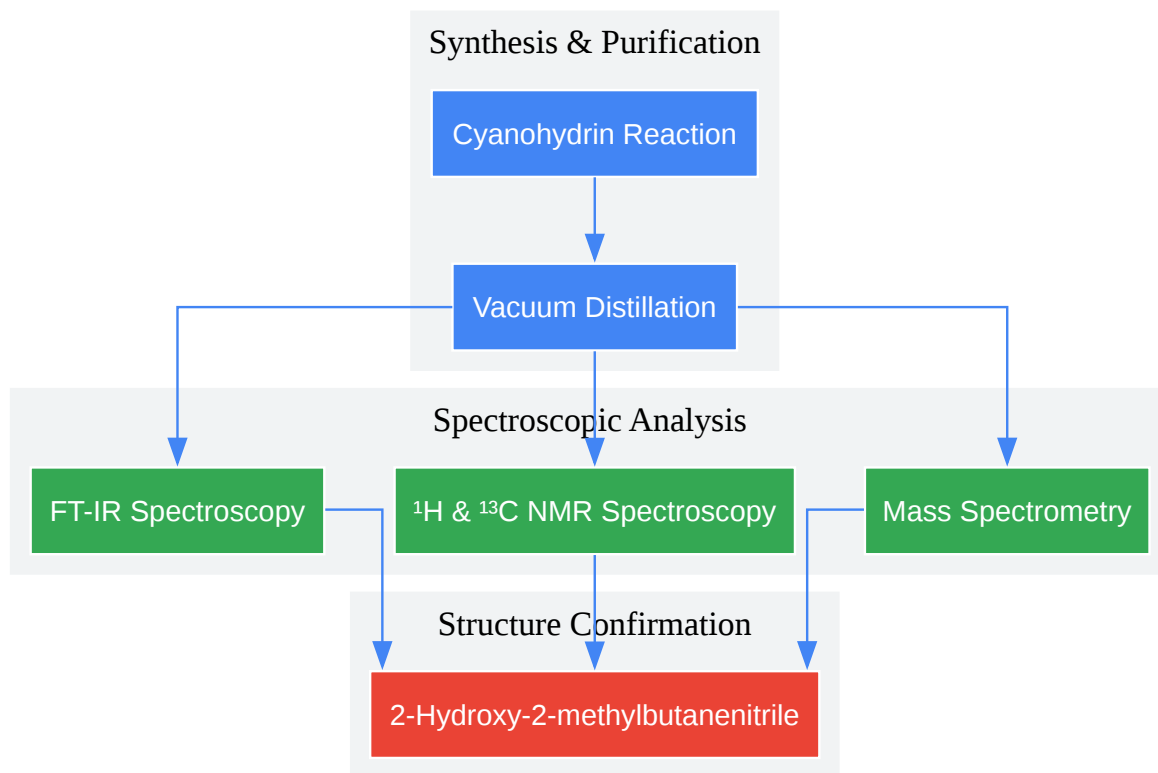 Synthesis & Purification
Cyanohydrin Reaction
Vacuum Distillation
Spectroscopic Analysis
FT-IR Spectroscopy
¹H & ¹³C NMR Spectroscopy
Mass Spectrometry
Structure Confirmation
2-Hydroxy-2-methylbutanenitrile